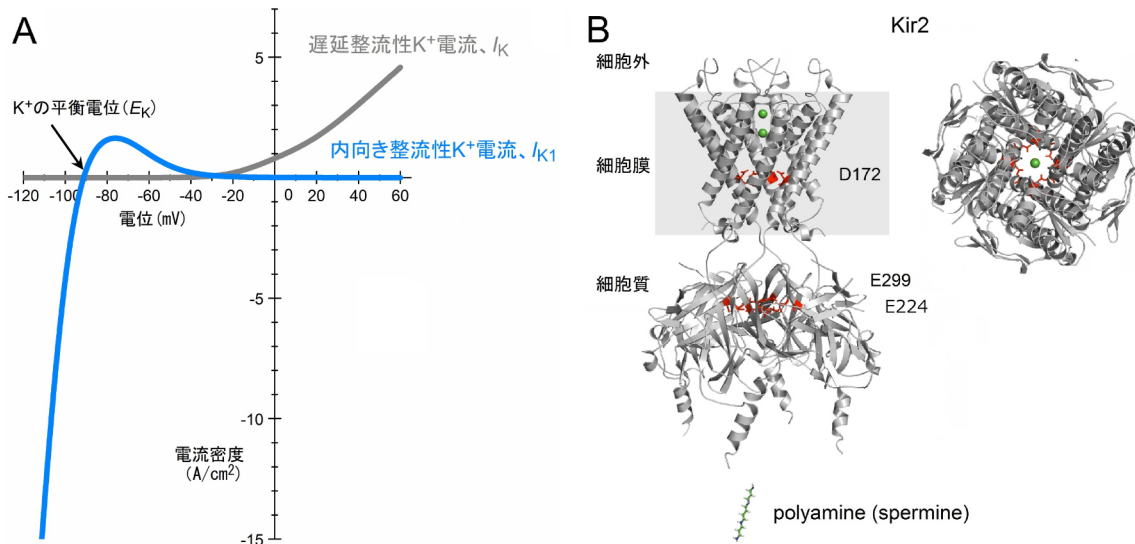 A
遅延整流性K⁺電流、IK
K⁺の平衡電位(EK)
内向き整流性K⁺電流、IK1
5
-120 -100 -80 -60 -40 -20 0 20 40 60
電位(mV)
-5
-10
電流密度
(A/cm²)
-15
B
Kir2
細胞外
細胞膜
D172
細胞質
E299
E224
polyamine (spermine)